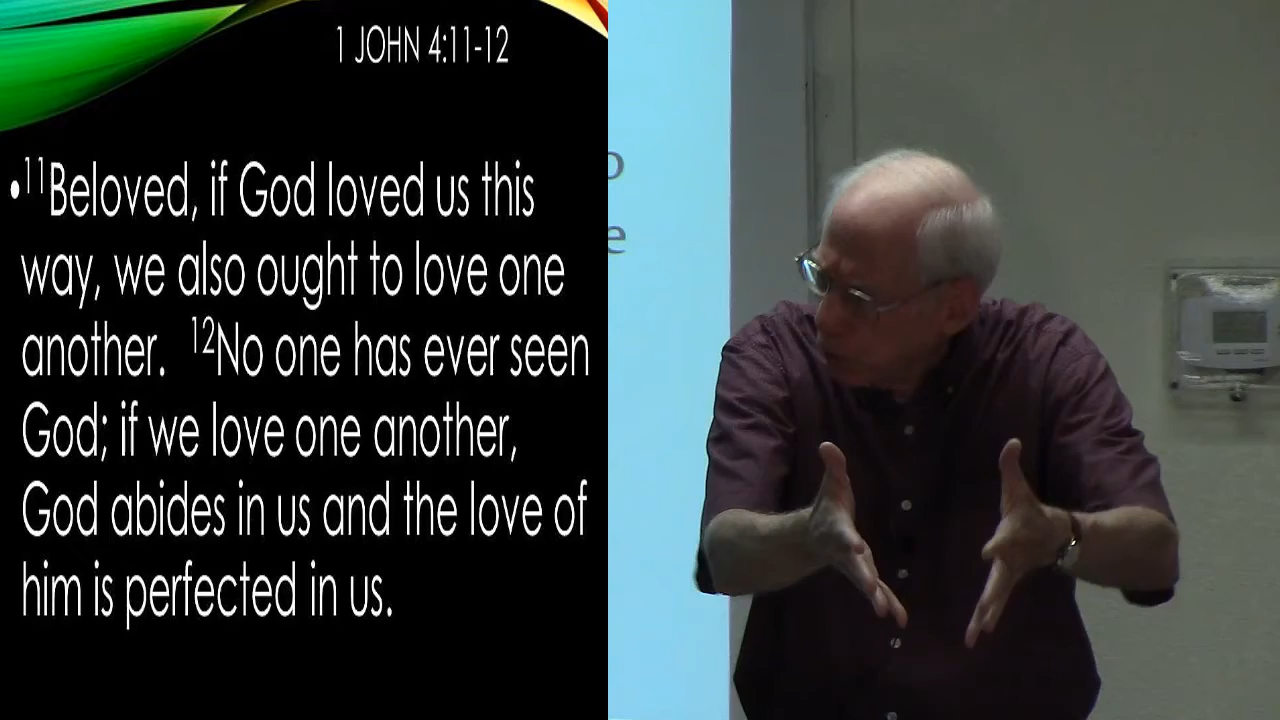 1 JOHN 4:11-12
•11Beloved, if God loved us this
way, we also ought to love one
another. 12No one has ever seen
God; if we love one another,
God abides in us and the love of
him is perfected in us.
o
e